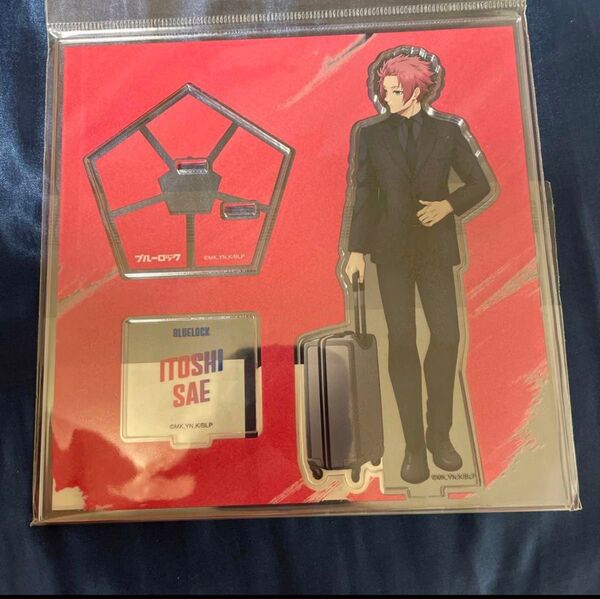 ブルーロック
©MK,YN,K/BLP
BLUELOCK
ITOSHI
SAE
©MK,YN,K/BLP
©MK,YN,K/BLP